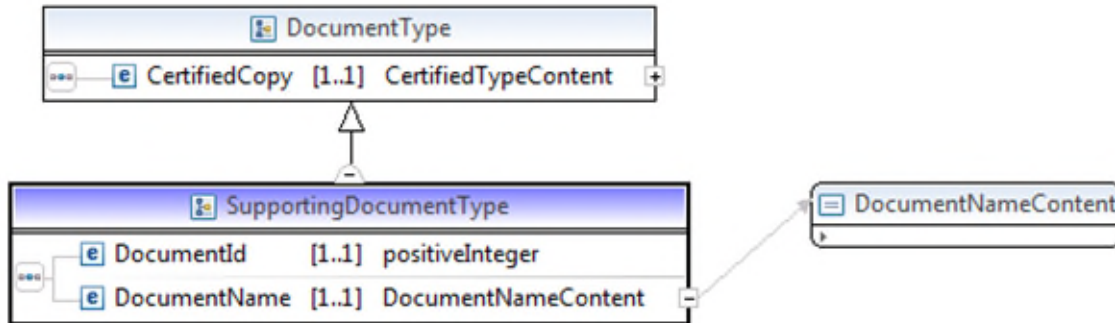 DocumentType
e CertifiedCopy [1..1] CertifiedTypeContent +
SupportingDocumentType
e DocumentId [1..1] positiveInteger
e DocumentName [1..1] DocumentNameContent
DocumentNameContent